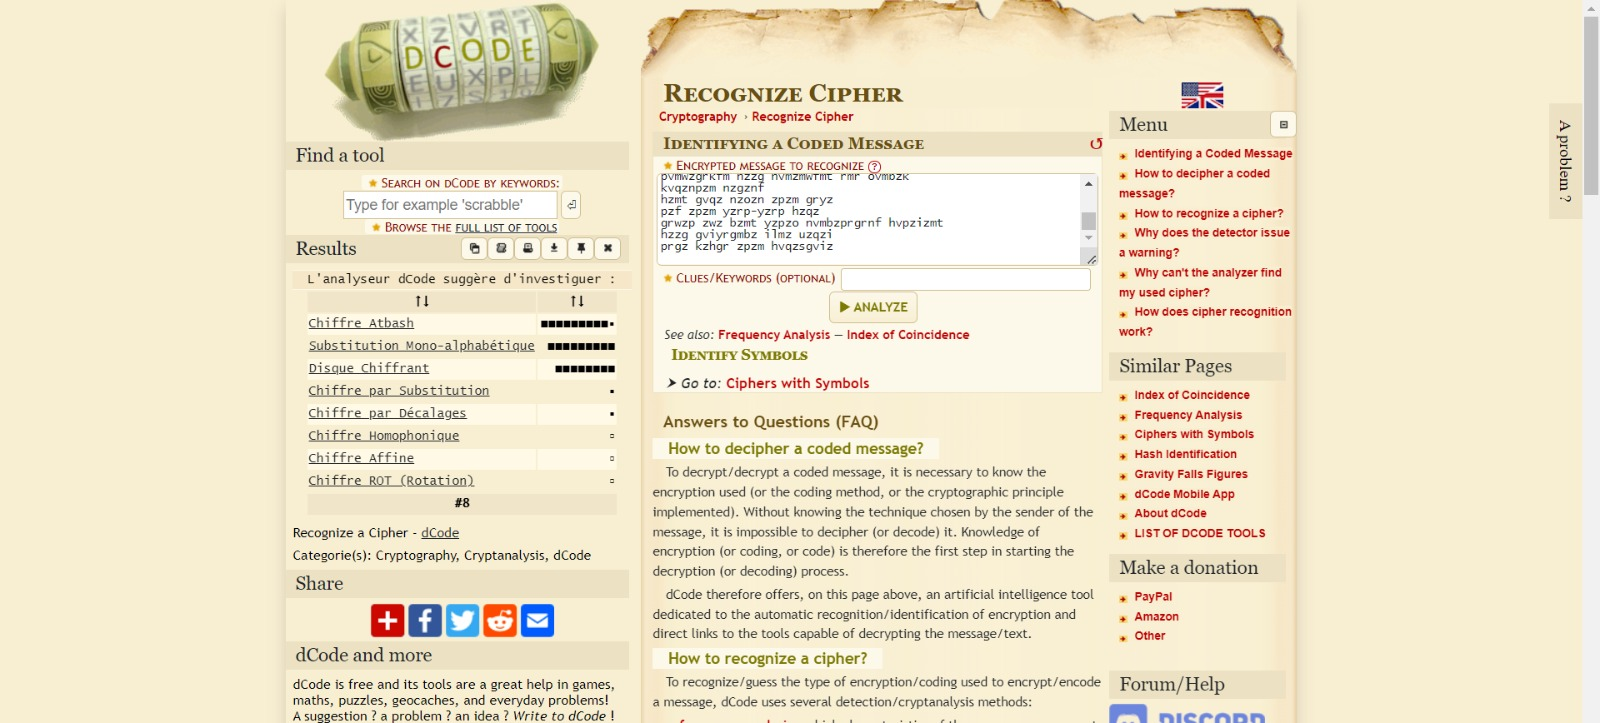 DCODE
Find a tool
★ Search on dCode by keywords:
Type for example 'scrabble'
★ Browse the full list of tools
Results
L'analyseur dCode suggère d'investiguer :
↑↓ ↑↓
Chiffre Atbash ■■■■■■■■■▪
Substitution Mono-alphabétique ■■■■■■■■■
Disque Chiffrant ■■■■■■■■
Chiffre par Substitution ▪
Chiffre par Décalages ▪
Chiffre Homophonique ▫
Chiffre Affine ▫
Chiffre ROT (Rotation) ▫
#8
Recognize a Cipher - dCode
Categorie(s): Cryptography, Cryptanalysis, dCode
Share
dCode and more
dCode is free and its tools are a great help in games,
maths, puzzles, geocaches, and everyday problems!
A suggestion ? a problem ? an idea ? Write to dCode !
Recognize Cipher
Cryptography › Recognize Cipher
Identifying a Coded Message
★ Encrypted message to recognize ?
kvqznpzm nzgznf
hzmt gvqz nzozn zpzm gryz
pzf zpzm yzrp-yzrp hzqz
grwzp zwz bzmt yzpzo nvmbzprgrnf hvpzizmt
hzzg gviyrgmbz ilmz uzqzi
prgz kzhgr zpzm hvqzsgviz
★ Clues/Keywords (optional)
▶ ANALYZE
See also: Frequency Analysis — Index of Coincidence
Identify Symbols
➤ Go to: Ciphers with Symbols
Answers to Questions (FAQ)
How to decipher a coded message?
To decrypt/decrypt a coded message, it is necessary to know the
encryption used (or the coding method, or the cryptographic principle
implemented). Without knowing the technique chosen by the sender of the
message, it is impossible to decipher (or decode) it. Knowledge of
encryption (or coding, or code) is therefore the first step in starting the
decryption (or decoding) process.
dCode therefore offers, on this page above, an artificial intelligence tool
dedicated to the automatic recognition/identification of encryption and
direct links to the tools capable of decrypting the message/text.
How to recognize a cipher?
To recognize/guess the type of encryption/coding used to encrypt/encode
a message, dCode uses several detection/cryptanalysis methods:
Menu
Identifying a Coded Message
How to decipher a coded
message?
How to recognize a cipher?
Why does the detector issue
a warning?
Why can't the analyzer find
my used cipher?
How does cipher recognition
work?
Similar Pages
Index of Coincidence
Frequency Analysis
Ciphers with Symbols
Hash Identification
Gravity Falls Figures
dCode Mobile App
About dCode
LIST OF DCODE TOOLS
Make a donation
PayPal
Amazon
Other
Forum/Help
DISCORD
A problem ?